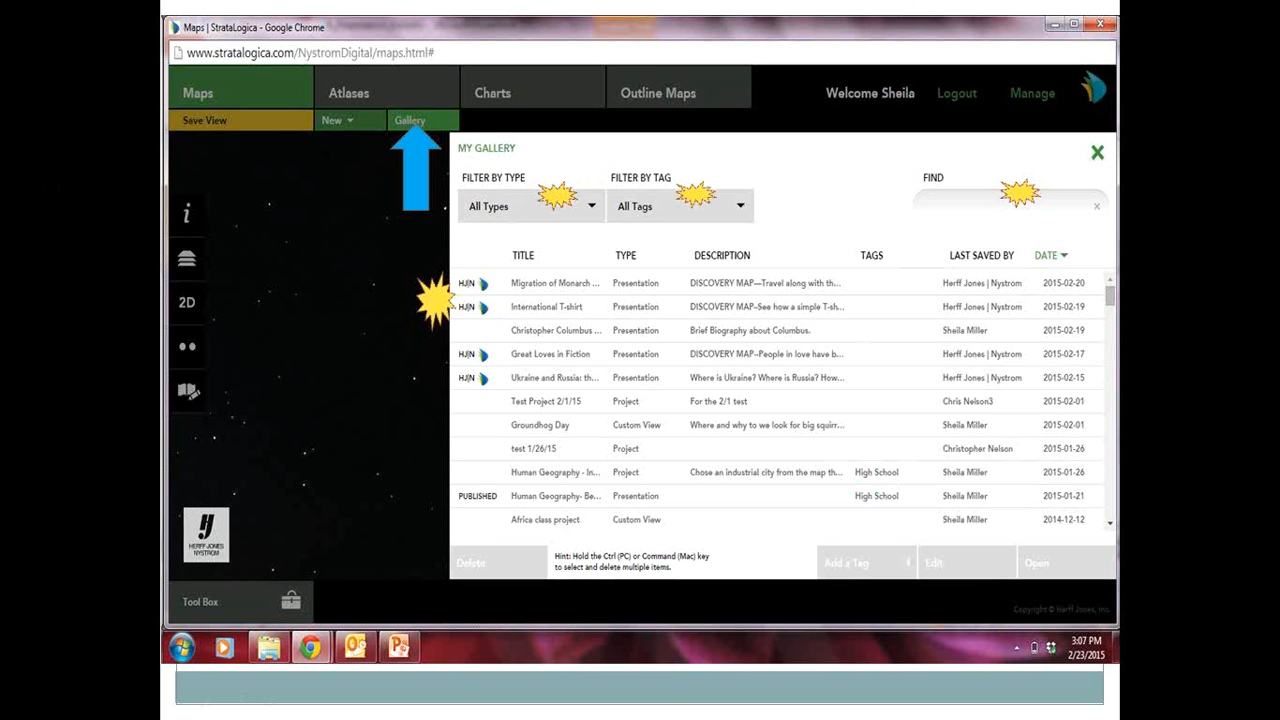 Maps | StrataLogica - Google Chrome
www.stratalogica.com/NystromDigital/maps.html#
Maps Atlases Charts Outline Maps Welcome Sheila Logout Manage
Save View New Gallery
MY GALLERY
FILTER BY TYPE FILTER BY TAG FIND
All Types All Tags
TITLE TYPE DESCRIPTION TAGS LAST SAVED BY DATE
HJ|N Migration of Monarch ... Presentation DISCOVERY MAP—Travel along with th... Herff Jones | Nystrom 2015-02-20
HJ|N International T-shirt Presentation DISCOVERY MAP–See how a simple T-sh... Herff Jones | Nystrom 2015-02-19
Christopher Columbus ... Presentation Brief Biography about Columbus. Sheila Miller 2015-02-19
HJ|N Great Loves in Fiction Presentation DISCOVERY MAP–People in love have b... Herff Jones | Nystrom 2015-02-17
HJ|N Ukraine and Russia: th... Presentation Where is Ukraine? Where is Russia? How... Herff Jones | Nystrom 2015-02-15
Test Project 2/1/15 Project For the 2/1 test Chris Nelson3 2015-02-01
Groundhog Day Custom View Where and why to we look for big squirr... Sheila Miller 2015-02-01
test 1/26/15 Project Christopher Nelson 2015-01-26
Human Geography - In... Project Chose an industrial city from the map th... High School Sheila Miller 2015-01-26
PUBLISHED Human Geography- Be... Presentation High School Sheila Miller 2015-01-21
Africa class project Custom View Sheila Miller 2014-12-12
i
2D
HERFF JONES
NYSTROM
Delete Hint: Hold the Ctrl (PC) or Command (Mac) key Add a Tag Edit Open
to select and delete multiple items.
Tool Box
Copyright © Herff Jones, Inc.
3:07 PM
2/23/2015